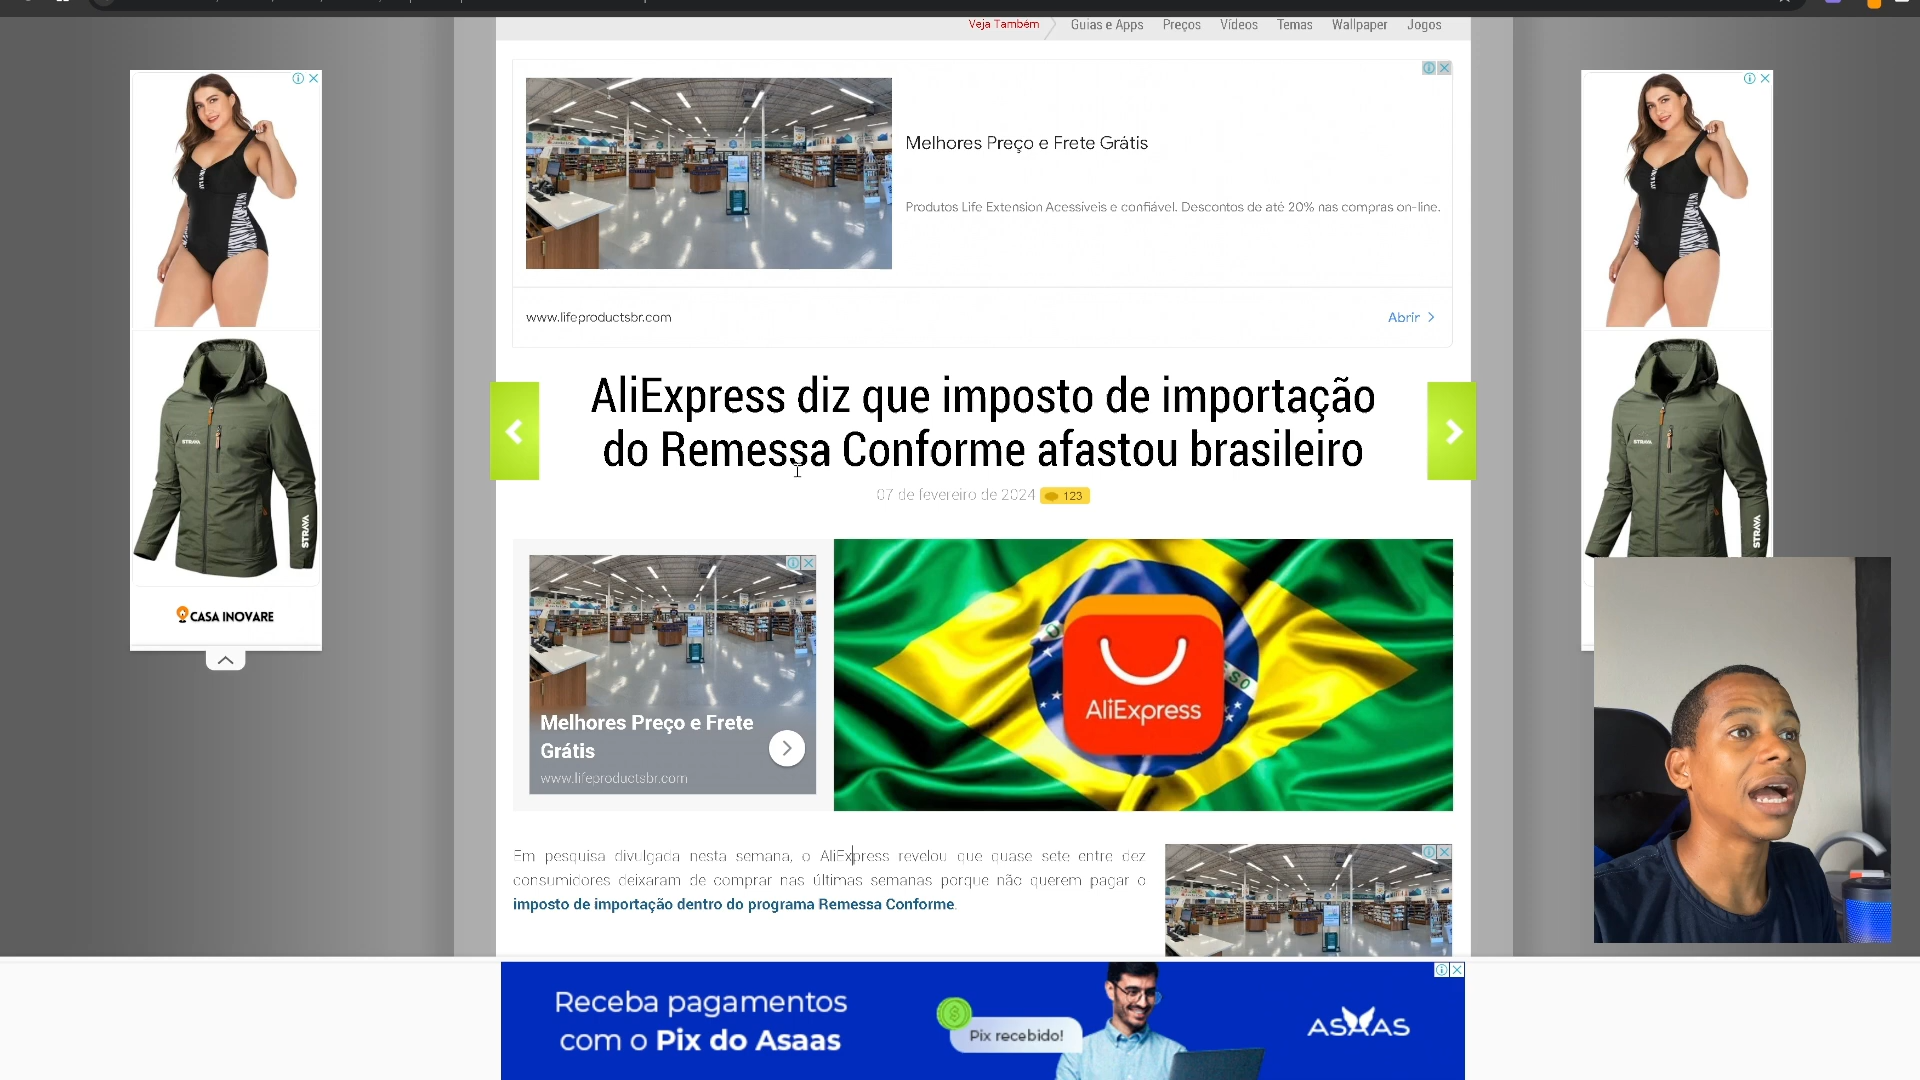 Veja Também
Guias e Apps
Preços
Vídeos
Temas
Wallpaper
Jogos
Melhores Preço e Frete Grátis
Produtos Life Extension Acessíveis e confiável. Descontos de até 20% nas compras on-line.
www.lifeproductsbr.com
Abrir
AliExpress diz que imposto de importação
do Remessa Conforme afastou brasileiro
07 de fevereiro de 2024
123
STRAVA
STRAVA
CASA INOVARE
STRAVA
STRAVA
Melhores Preço e Frete
Grátis
www.lifeproductsbr.com
AliExpress
Em pesquisa divulgada nesta semana, o AliExpress revelou que quase sete entre dez
consumidores deixaram de comprar nas últimas semanas porque não querem pagar o
imposto de importação dentro do programa Remessa Conforme.
Receba pagamentos
com o Pix do Asaas
Pix recebido!
ASAAS